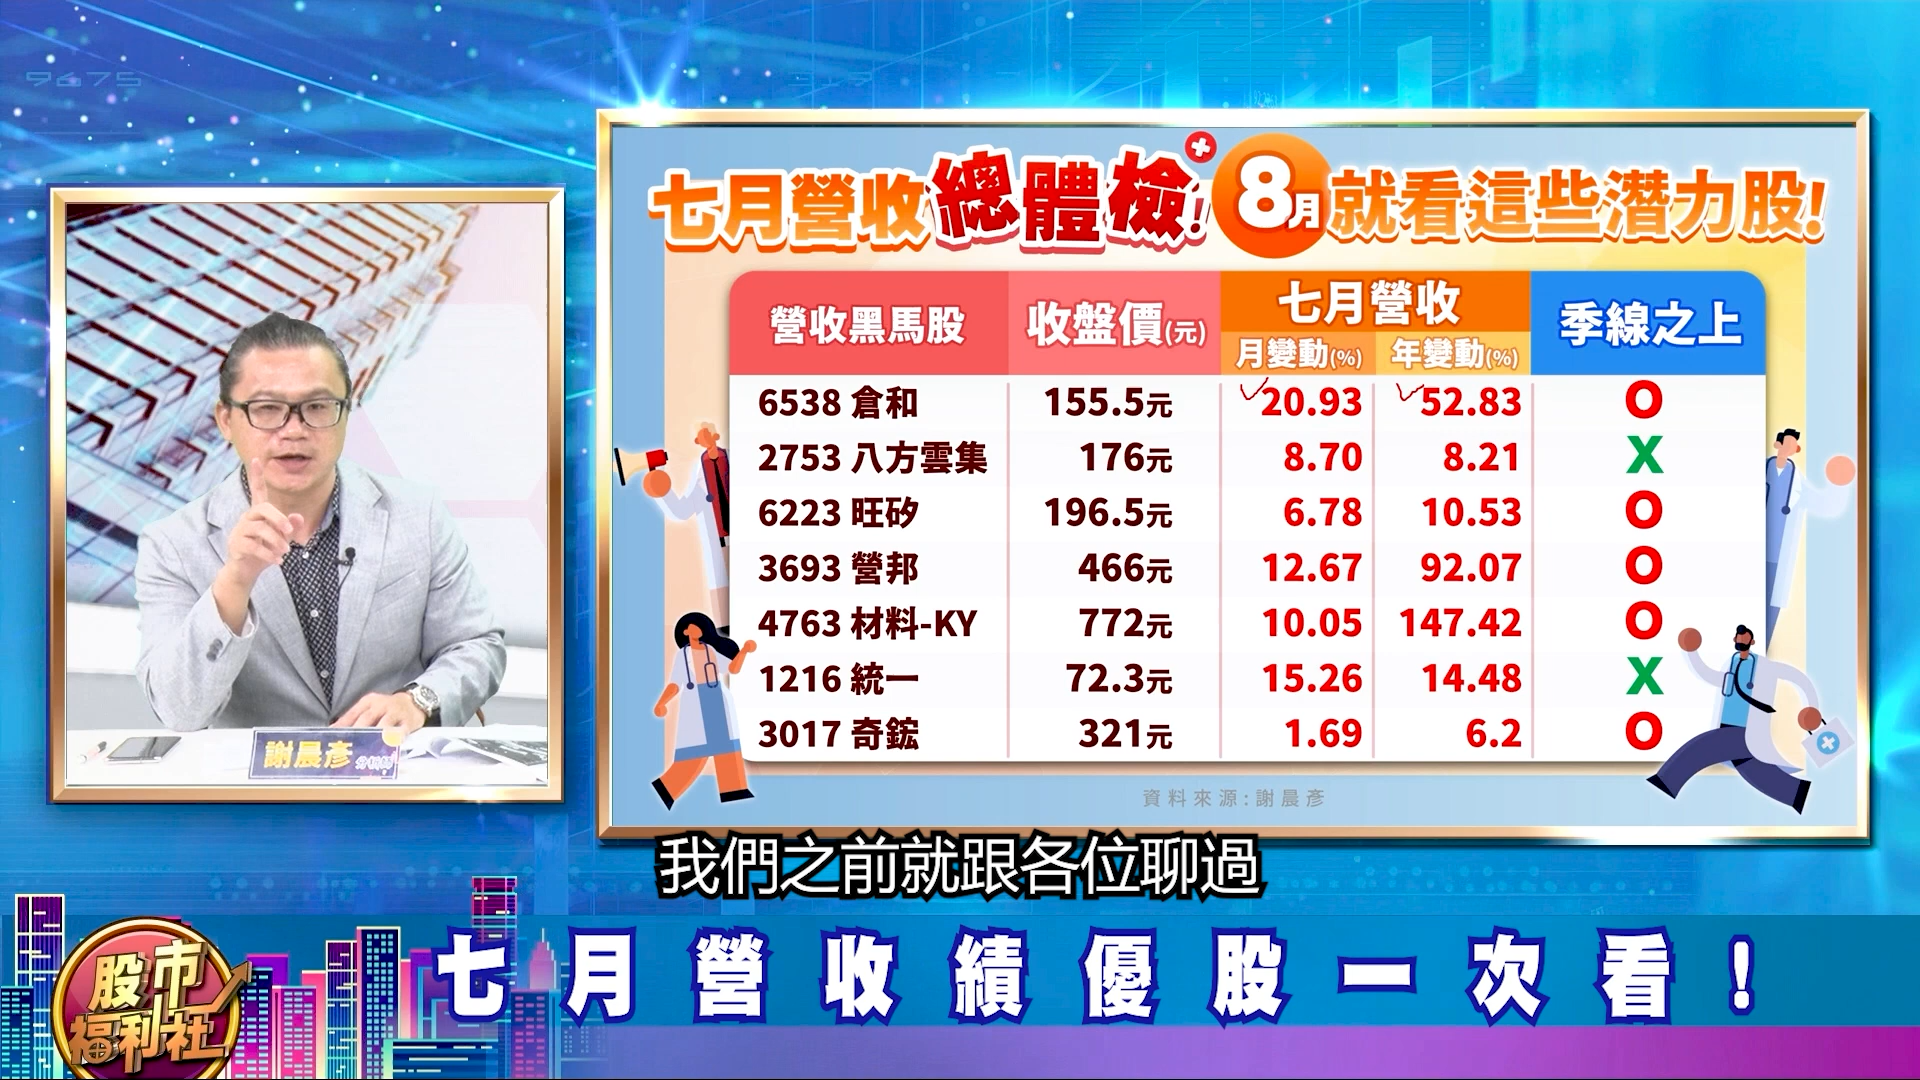 9675
七月營收總體檢! 8月就看這些潛力股!
營收黑馬股 收盤價(元) 七月營收 季線之上
月變動(%) 年變動(%)
6538 倉和 155.5元 20.93 52.83 O
2753 八方雲集 176元 8.70 8.21 X
6223 旺矽 196.5元 6.78 10.53 O
3693 營邦 466元 12.67 92.07 O
4763 材料-KY 772元 10.05 147.42 O
1216 統一 72.3元 15.26 14.48 X
3017 奇鋐 321元 1.69 6.2 O
資料來源:謝晨彥
謝晨彥 分析師
我們之前就跟各位聊過
七月營收績優股一次看!
股市
福利社